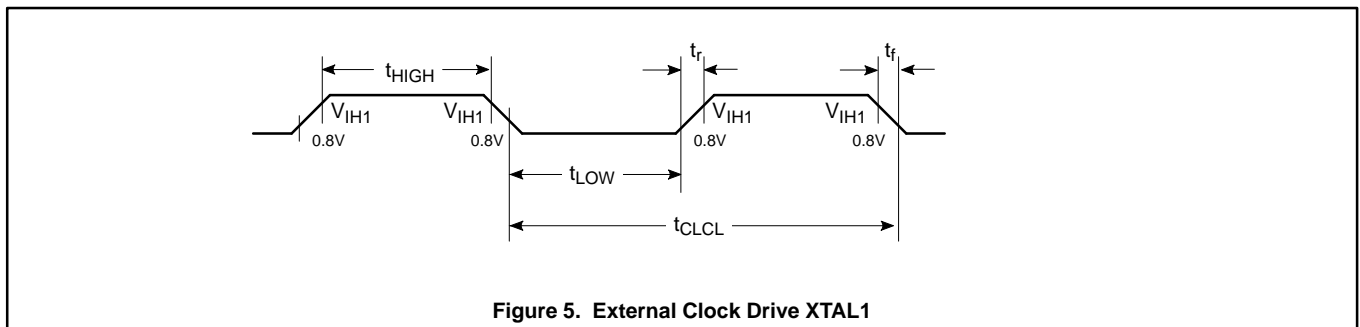 tr
tf
tHIGH
VIH1
VIH1
VIH1
VIH1
0.8V
0.8V
0.8V
0.8V
tLOW
tCLCL
Figure 5. External Clock Drive XTAL1